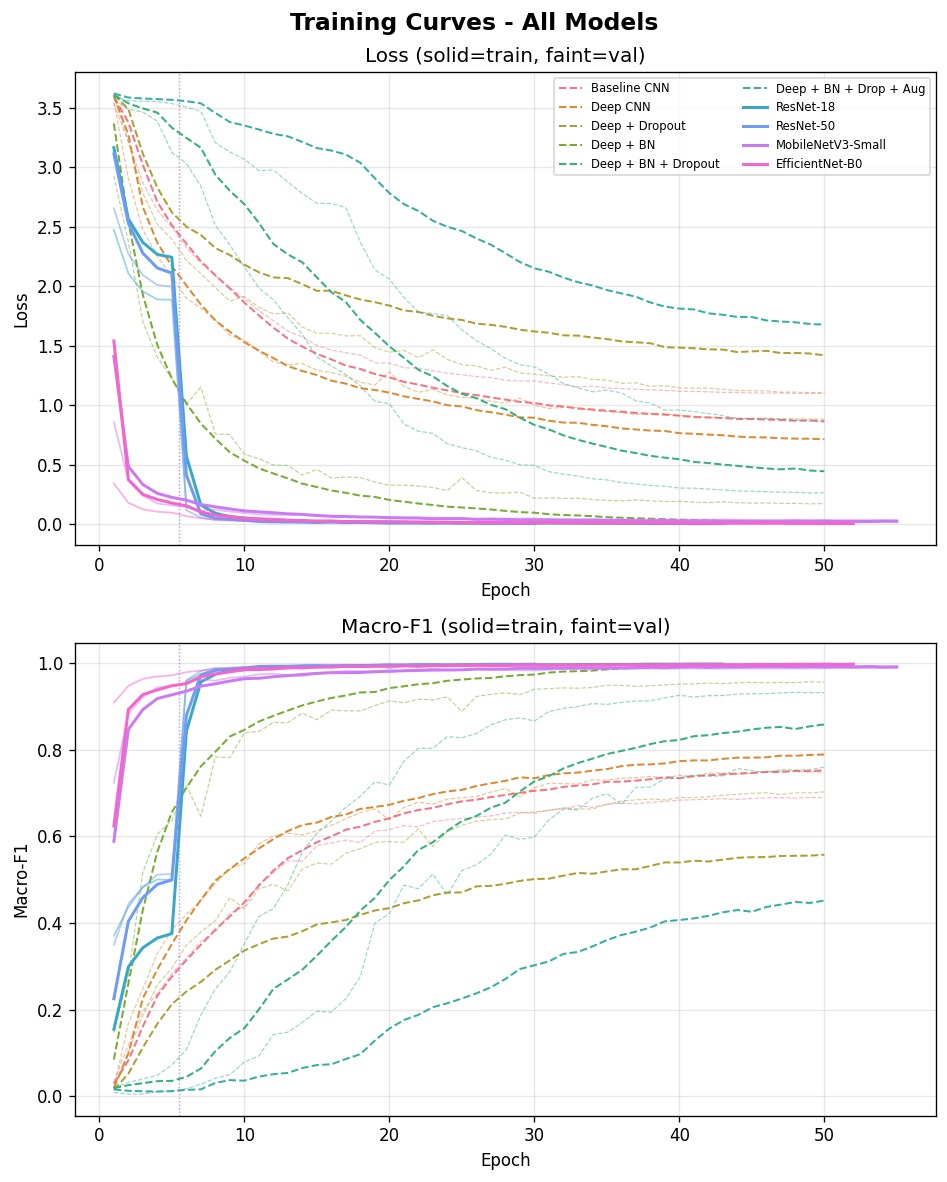 Training Curves - All Models
Loss (solid=train, faint=val)
Baseline CNN
Deep CNN
Deep + Dropout
Deep + BN
Deep + BN + Dropout
Deep + BN + Drop + Aug
ResNet-18
ResNet-50
MobileNetV3-Small
EfficientNet-B0
Loss
3.5
3.0
2.5
2.0
1.5
1.0
0.5
0.0
0 10 20 30 40 50
Epoch
Macro-F1 (solid=train, faint=val)
Macro-F1
1.0
0.8
0.6
0.4
0.2
0.0
0 10 20 30 40 50
Epoch